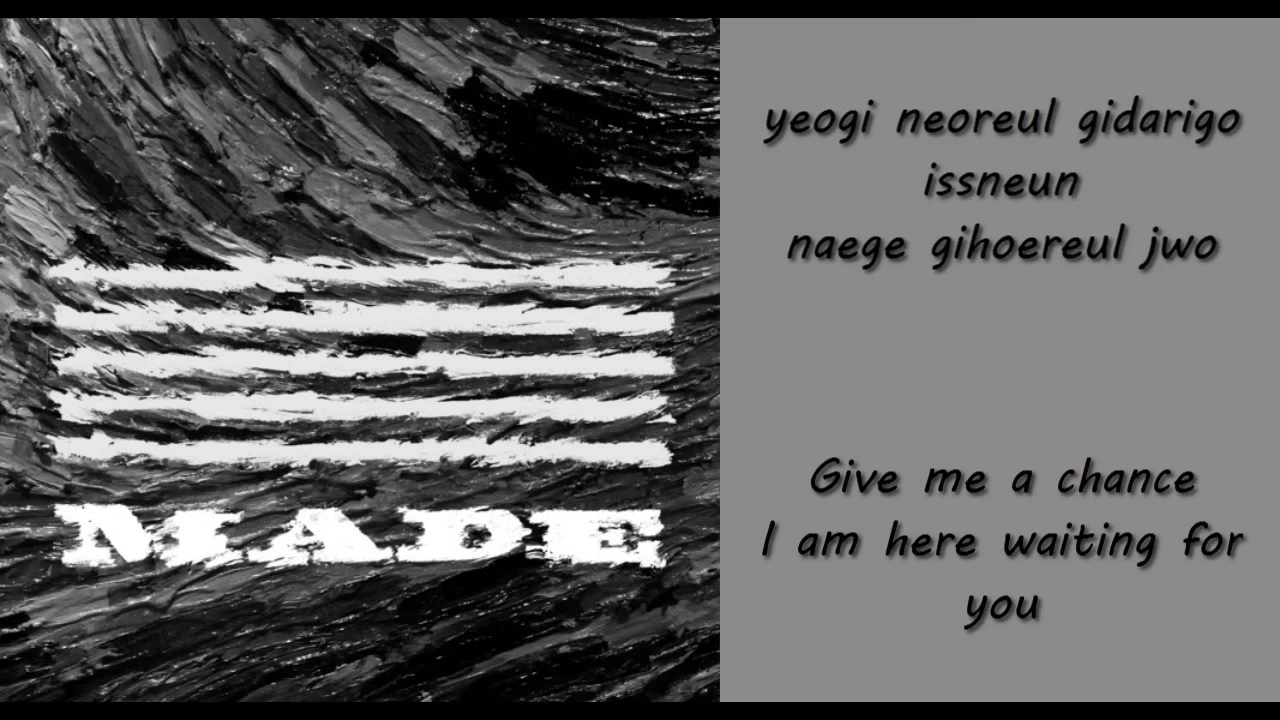 MADE
yeogi neoreul gidarigo
issneun
naege gihoereul jwo
Give me a chance
I am here waiting for
you